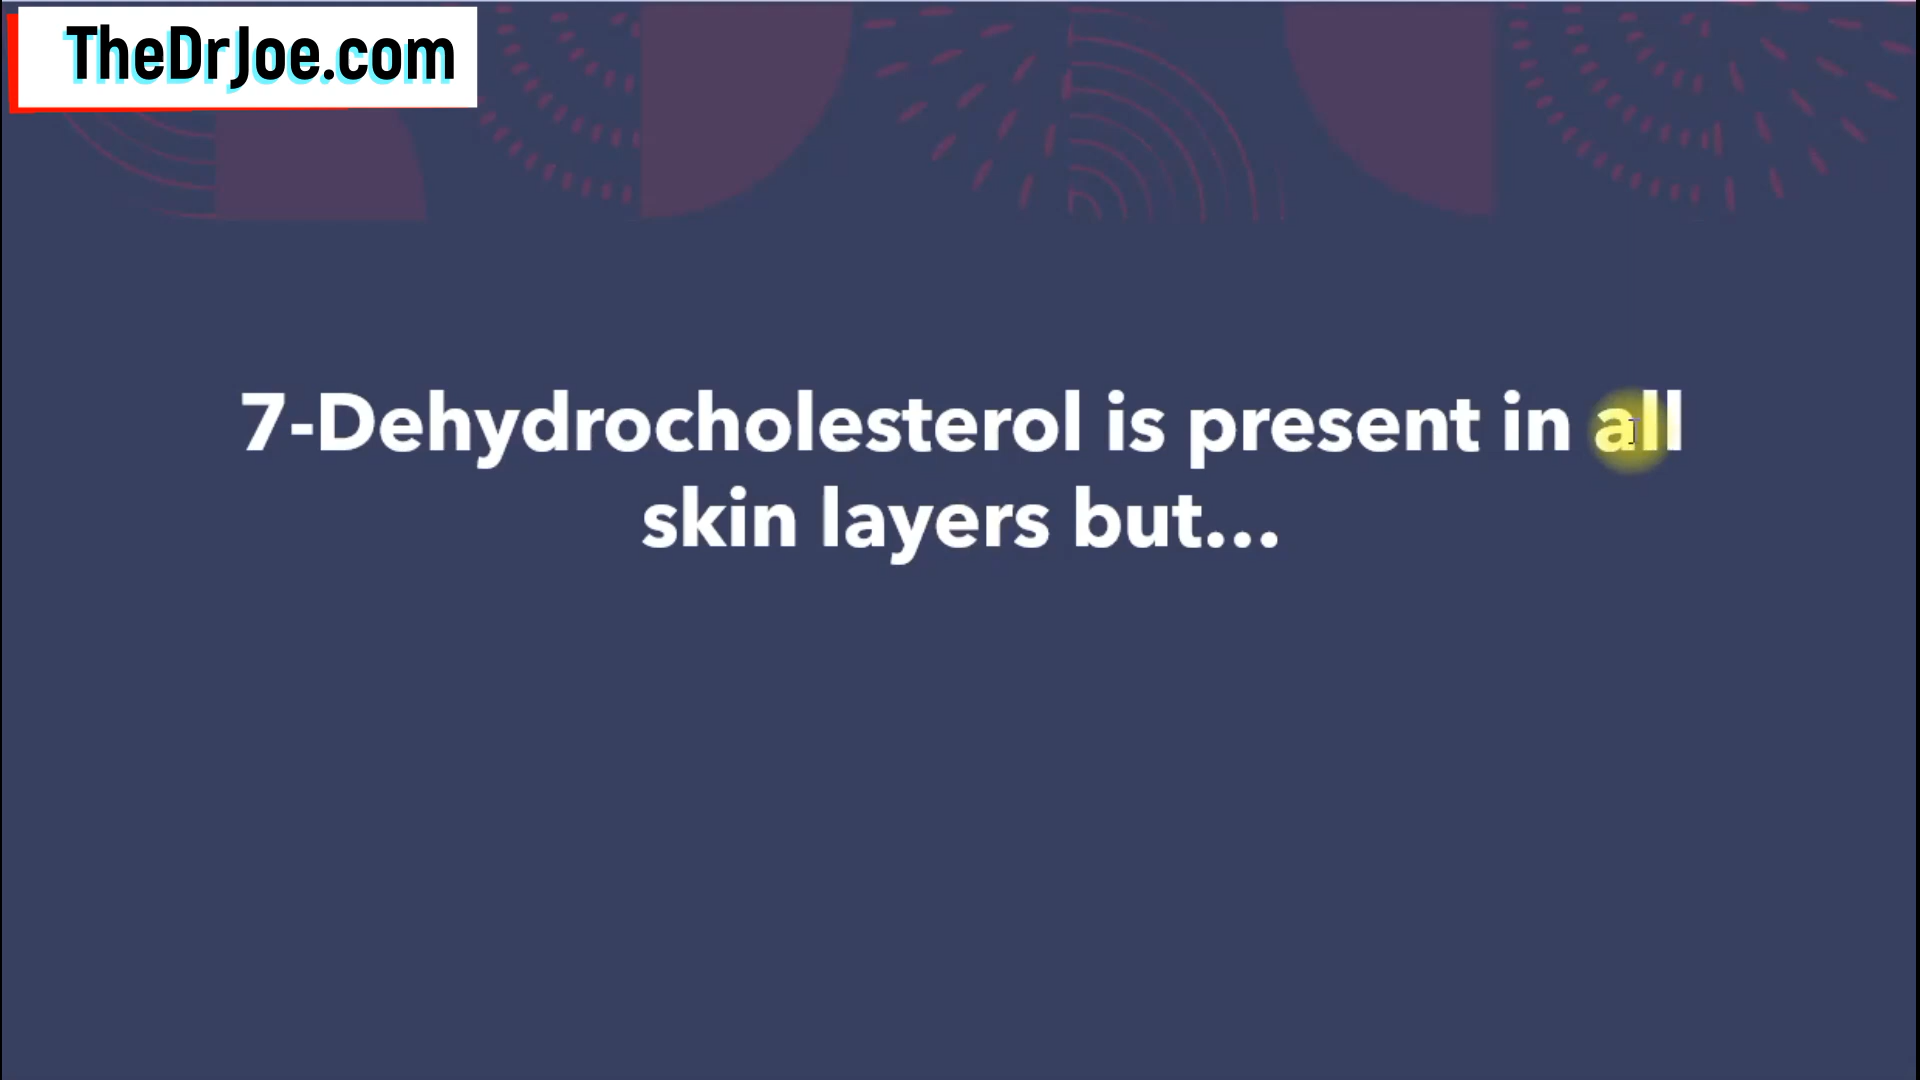 TheDrJoe.com
7-Dehydrocholesterol is present in all
skin layers but...